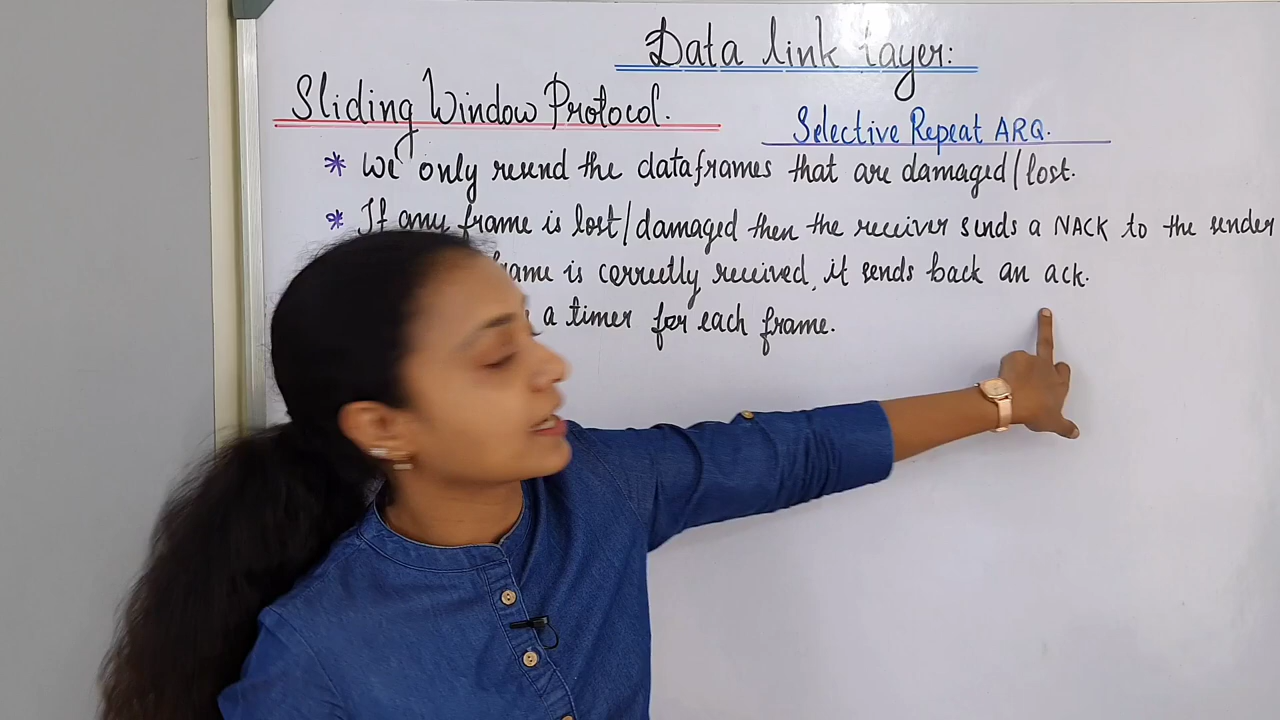 Data link layer:
Sliding Window Protocol.
Selective Repeat ARQ.
* We only resend the dataframes that are damaged/lost.
* If any frame is lost/damaged then the receiver sends a NACK to the sender
frame is correctly received, it sends back an ack.
a timer for each frame.